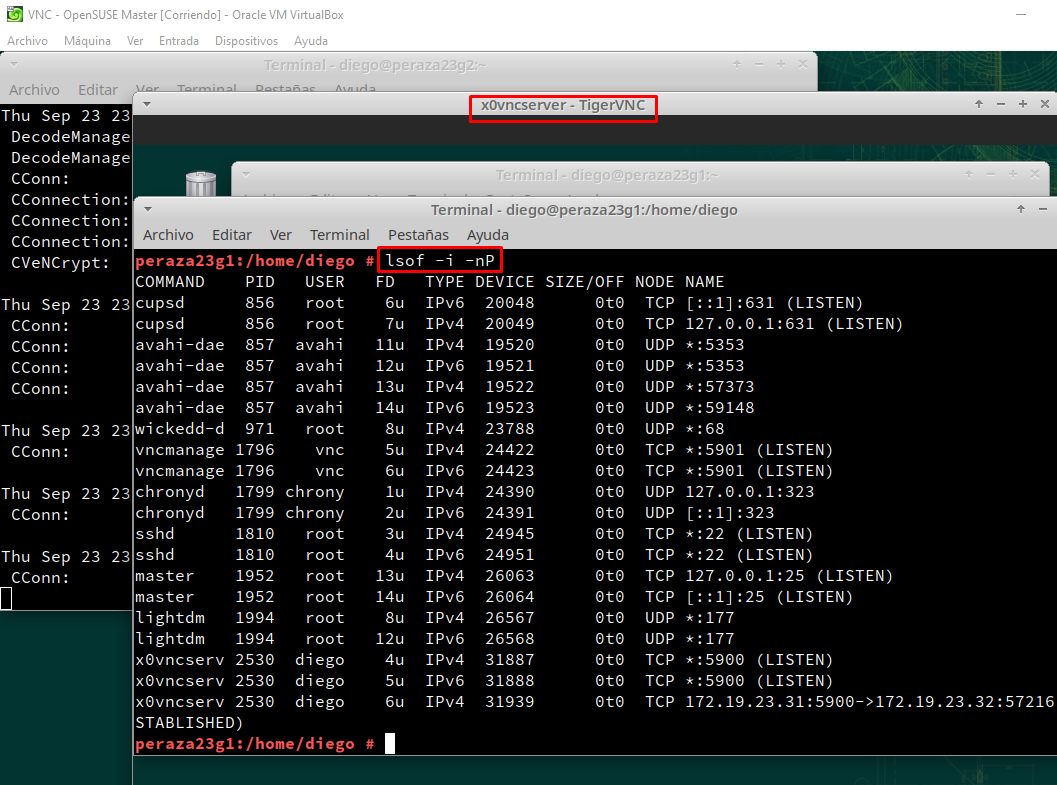 VNC - OpenSUSE Master [Corriendo] - Oracle VM VirtualBox
Archivo Máquina Ver Entrada Dispositivos Ayuda
Terminal - diego@peraza23g2:~
Archivo Editar Ver Terminal Pestañas Ayuda
Thu Sep 23 23
DecodeManage
DecodeManage
CConn:
CConnection:
CConnection:
CConnection:
CVeNCrypt:
Thu Sep 23 23
CConn:
CConn:
CConn:
CConn:
Thu Sep 23 23
CConn:
Thu Sep 23 23
CConn:
Thu Sep 23 23
CConn:
x0vncserver - TigerVNC
Terminal - diego@peraza23g1:~
Terminal - diego@peraza23g1:/home/diego
Archivo Editar Ver Terminal Pestañas Ayuda
peraza23g1:/home/diego # lsof -i -nP
COMMAND PID USER FD TYPE DEVICE SIZE/OFF NODE NAME
cupsd 856 root 6u IPv6 20048 0t0 TCP [::1]:631 (LISTEN)
cupsd 856 root 7u IPv4 20049 0t0 TCP 127.0.0.1:631 (LISTEN)
avahi-dae 857 avahi 11u IPv4 19520 0t0 UDP *:5353
avahi-dae 857 avahi 12u IPv6 19521 0t0 UDP *:5353
avahi-dae 857 avahi 13u IPv4 19522 0t0 UDP *:57373
avahi-dae 857 avahi 14u IPv6 19523 0t0 UDP *:59148
wickedd-d 971 root 8u IPv4 23788 0t0 UDP *:68
vncmanage 1796 vnc 5u IPv4 24422 0t0 TCP *:5901 (LISTEN)
vncmanage 1796 vnc 6u IPv6 24423 0t0 TCP *:5901 (LISTEN)
chronyd 1799 chrony 1u IPv4 24390 0t0 UDP 127.0.0.1:323
chronyd 1799 chrony 2u IPv6 24391 0t0 UDP [::1]:323
sshd 1810 root 3u IPv4 24945 0t0 TCP *:22 (LISTEN)
sshd 1810 root 4u IPv6 24951 0t0 TCP *:22 (LISTEN)
master 1952 root 13u IPv4 26063 0t0 TCP 127.0.0.1:25 (LISTEN)
master 1952 root 14u IPv6 26064 0t0 TCP [::1]:25 (LISTEN)
lightdm 1994 root 8u IPv4 26567 0t0 UDP *:177
lightdm 1994 root 12u IPv6 26568 0t0 UDP *:177
x0vncserv 2530 diego 4u IPv4 31887 0t0 TCP *:5900 (LISTEN)
x0vncserv 2530 diego 5u IPv6 31888 0t0 TCP *:5900 (LISTEN)
x0vncserv 2530 diego 6u IPv4 31939 0t0 TCP 172.19.23.31:5900->172.19.23.32:57216
STABLISHED)
peraza23g1:/home/diego #